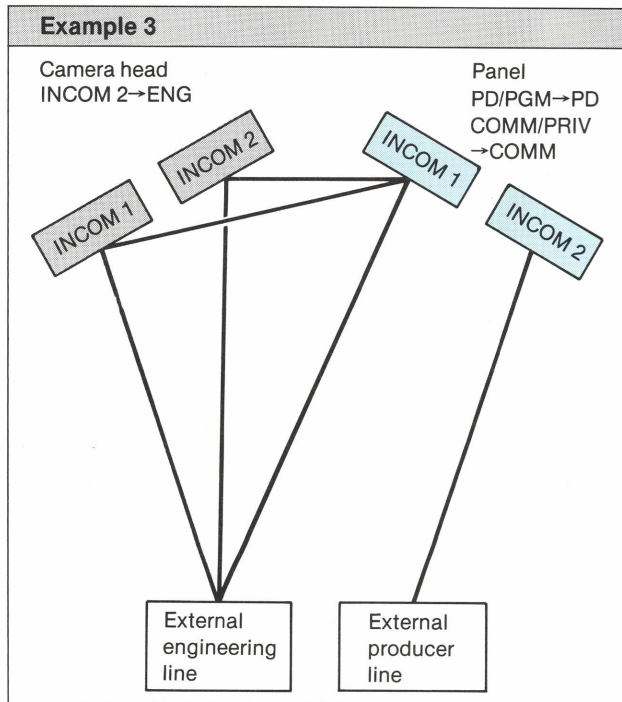 Example 3
Camera head
INCOM 2→ENG
Panel
PD/PGM→PD
COMM/PRIV
→COMM
INCOM 1
INCOM 2
INCOM 1
INCOM 2
External
engineering
line
External
producer
line